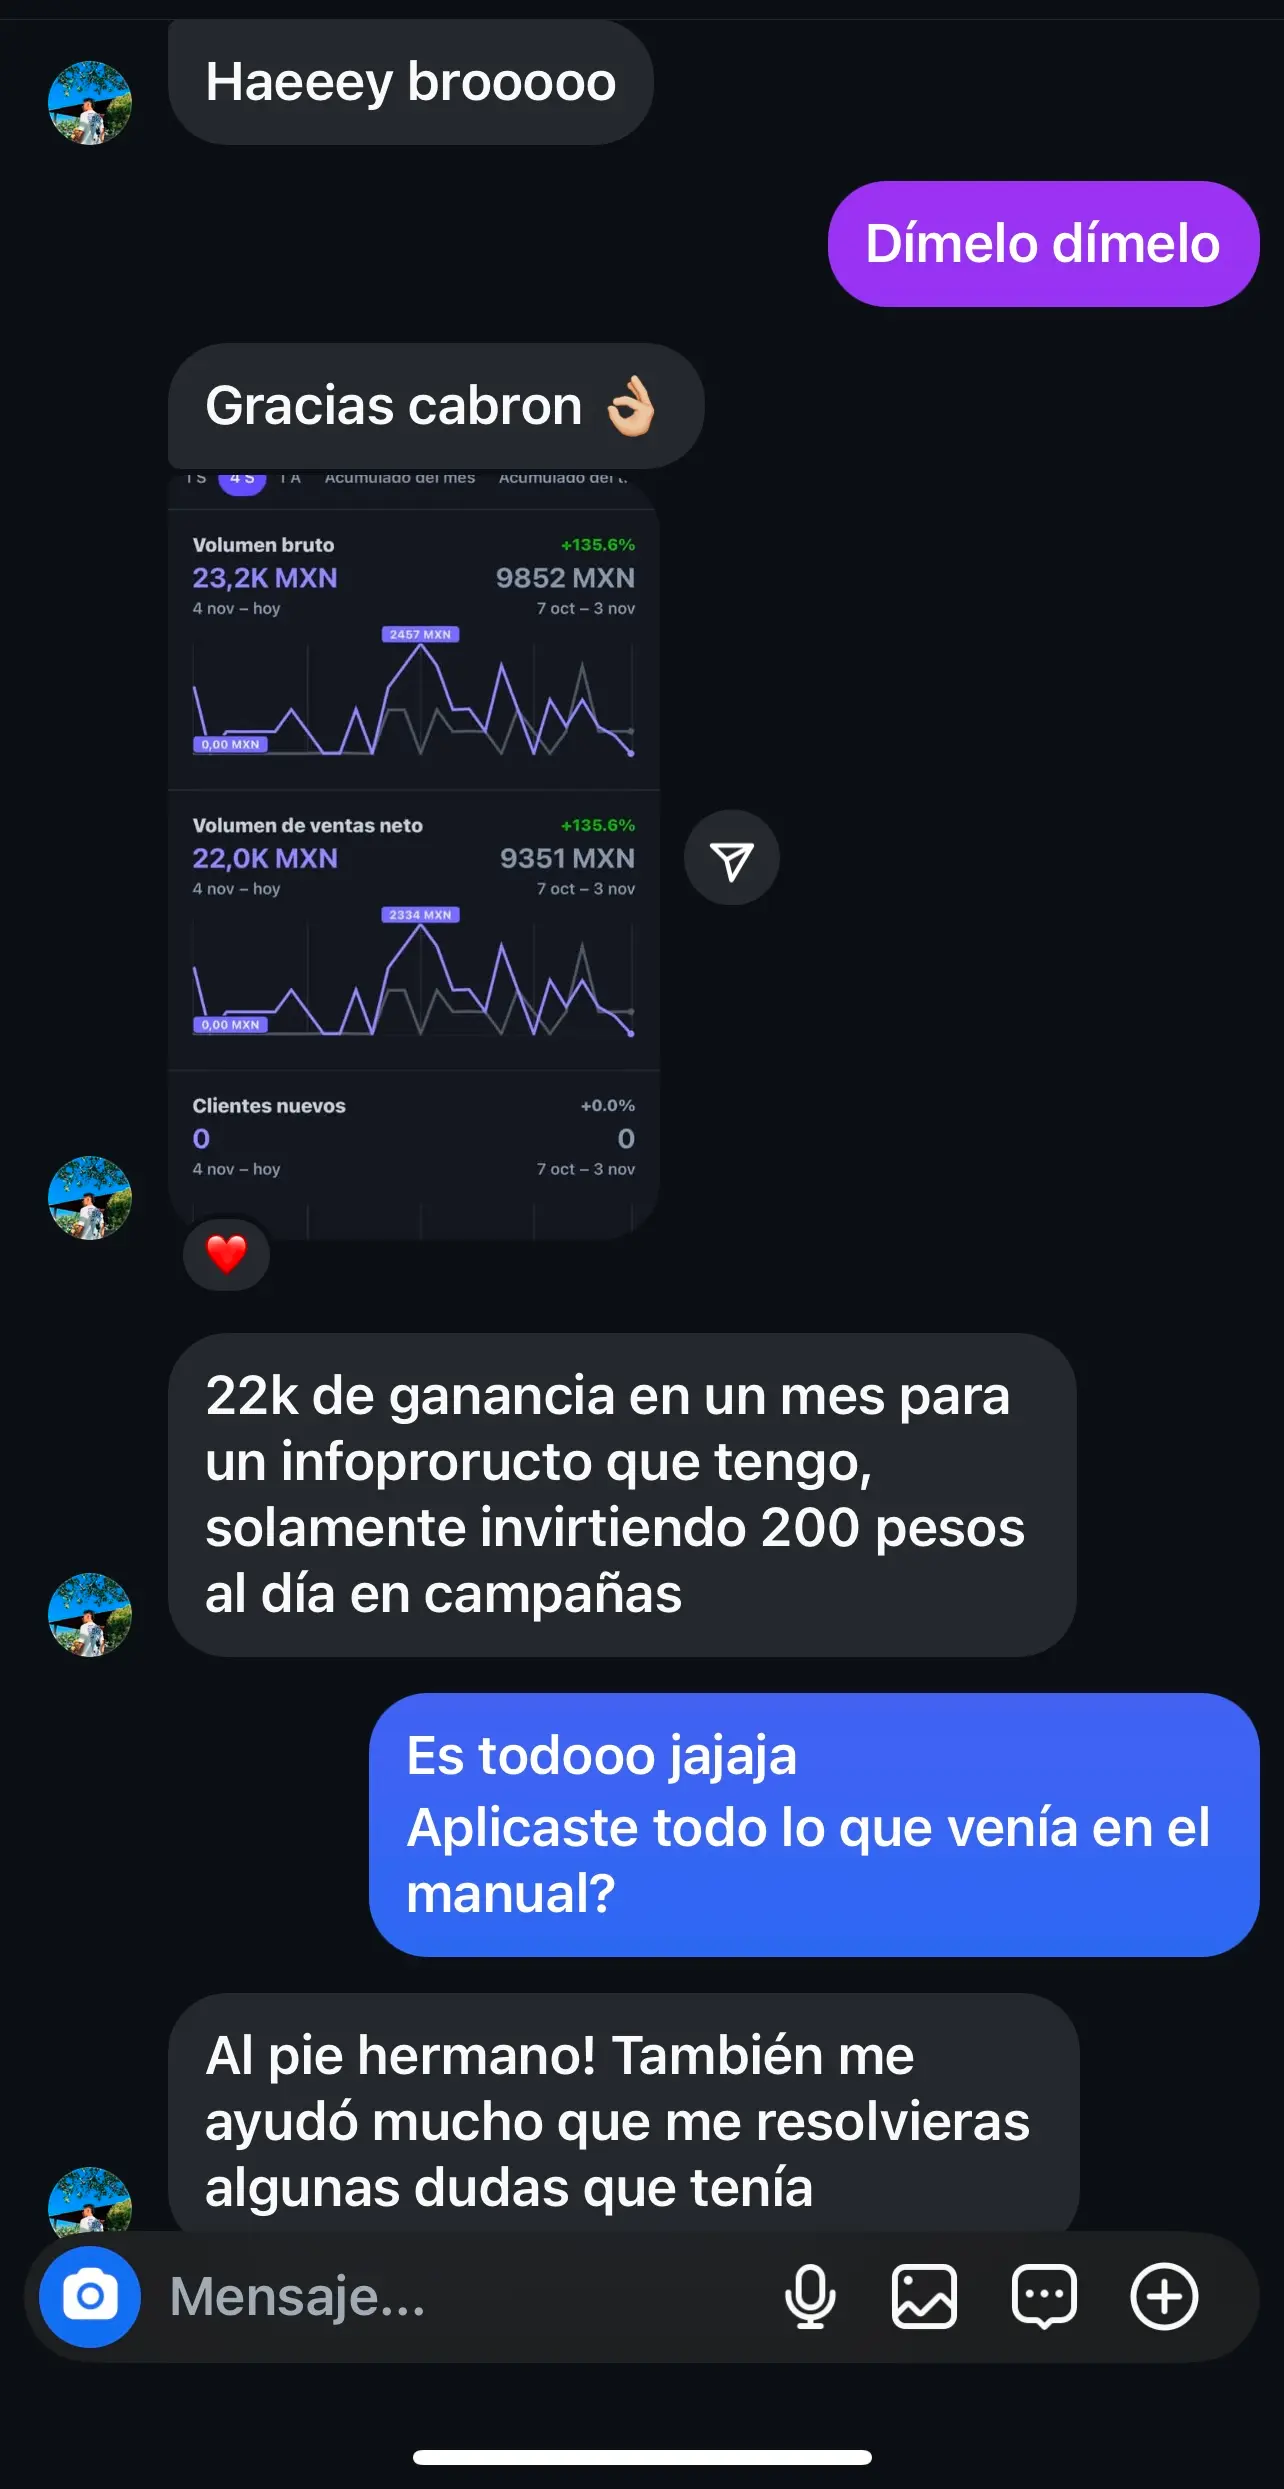 Haeeey brooooo
Dímelo dímelo
Gracias cabron 👌🏼
1 S 4 S 1 A Acumulado del mes Acumulado del t.
Volumen bruto +135.6%
23,2K MXN 9852 MXN
4 nov – hoy 7 oct – 3 nov
2457 MXN
0,00 MXN
Volumen de ventas neto +135.6%
22,0K MXN 9351 MXN
4 nov – hoy 7 oct – 3 nov
2334 MXN
0,00 MXN
Clientes nuevos +0.0%
0 0
4 nov – hoy 7 oct – 3 nov
22k de ganancia en un mes para
un infoproructo que tengo,
solamente invirtiendo 200 pesos
al día en campañas
Es todooo jajaja
Aplicaste todo lo que venía en el
manual?
Al pie hermano! También me
ayudó mucho que me resolvieras
algunas dudas que tenía
Mensaje...